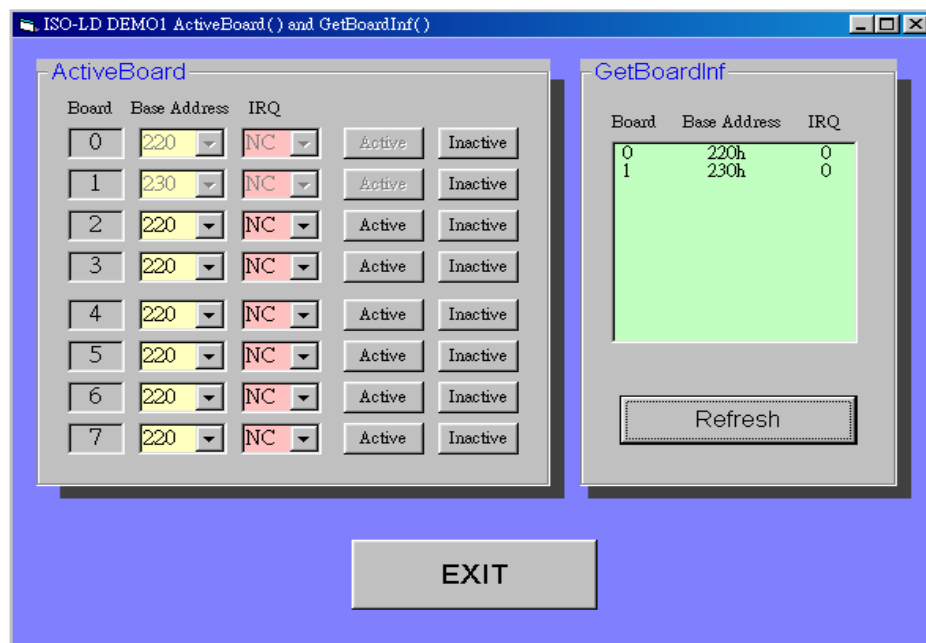 ISO-LD DEMO1 ActiveBoard() and GetBoardInf()
ActiveBoard
Board Base Address IRQ
0 220 NC Active Inactive
1 230 NC Active Inactive
2 220 NC Active Inactive
3 220 NC Active Inactive
4 220 NC Active Inactive
5 220 NC Active Inactive
6 220 NC Active Inactive
7 220 NC Active Inactive
GetBoardInf
Board Base Address IRQ
0 220h 0
1 230h 0
Refresh
EXIT